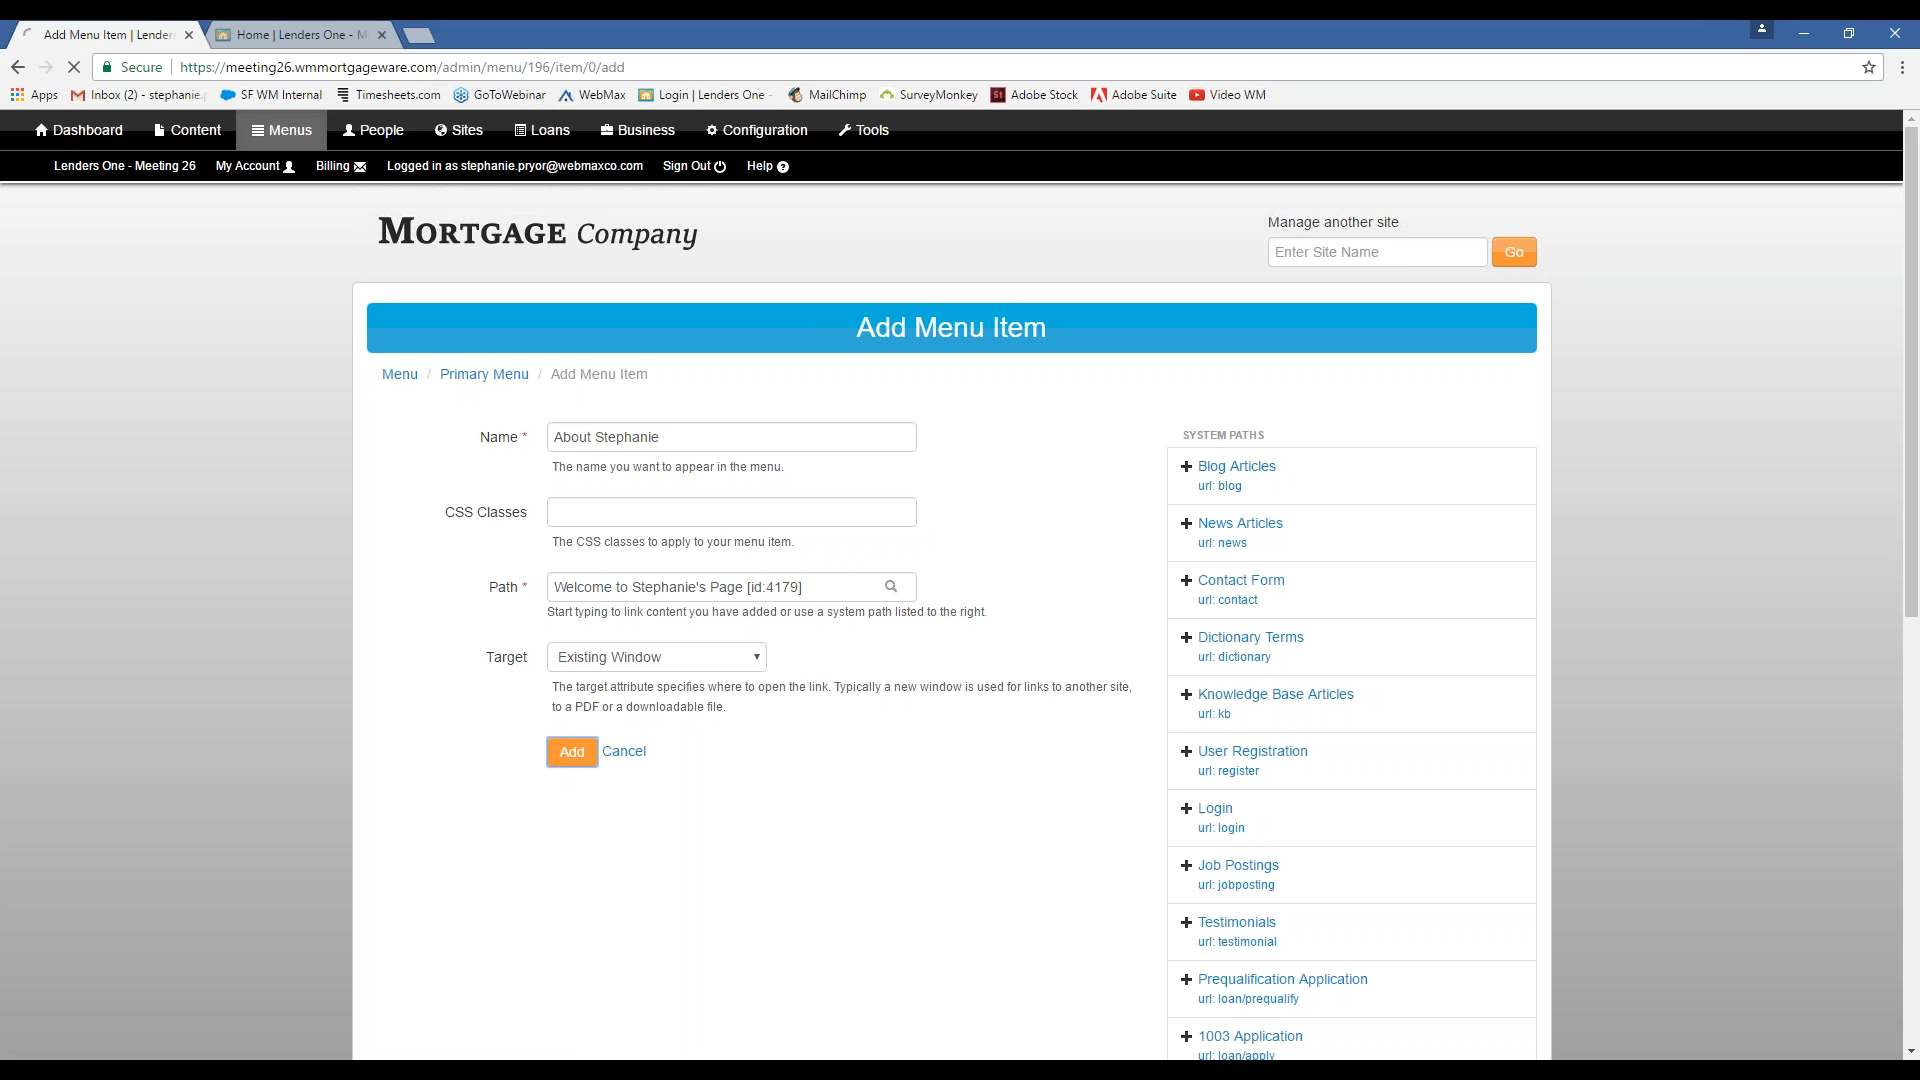 Add Menu Item | Lenders
Home | Lenders One - M
Secure | https://meeting26.wmmortgageware.com/admin/menu/196/item/0/add
Apps Inbox (2) - stephanie. SF WM Internal Timesheets.com GoToWebinar WebMax Login | Lenders One - MailChimp SurveyMonkey St Adobe Stock Adobe Suite Video WM
Dashboard Content Menus People Sites Loans Business Configuration Tools
Lenders One - Meeting 26 My Account Billing Logged in as stephanie.pryor@webmaxco.com Sign Out Help
MORTGAGE Company
Manage another site
Enter Site Name Go
Add Menu Item
Menu / Primary Menu / Add Menu Item
Name * About Stephanie
The name you want to appear in the menu.
CSS Classes
The CSS classes to apply to your menu item.
Path * Welcome to Stephanie's Page [id:4179]
Start typing to link content you have added or use a system path listed to the right.
Target Existing Window
The target attribute specifies where to open the link. Typically a new window is used for links to another site,
to a PDF or a downloadable file.
Add Cancel
SYSTEM PATHS
Blog Articles
url: blog
News Articles
url: news
Contact Form
url: contact
Dictionary Terms
url: dictionary
Knowledge Base Articles
url: kb
User Registration
url: register
Login
url: login
Job Postings
url: jobposting
Testimonials
url: testimonial
Prequalification Application
url: loan/prequalify
1003 Application
url: loan/apply